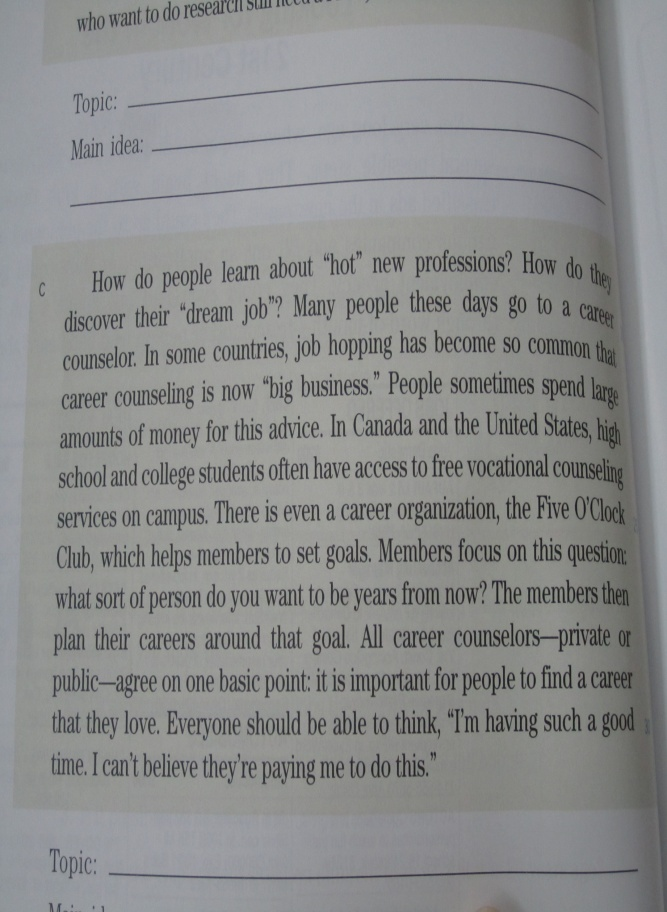 who want to do research still need a
Topic:
Main idea:
C How do people learn about “hot” new professions? How do they
discover their “dream job”? Many people these days go to a career
counselor. In some countries, job hopping has become so common that
career counseling is now “big business.” People sometimes spend large
amounts of money for this advice. In Canada and the United States, high
school and college students often have access to free vocational counseling
services on campus. There is even a career organization, the Five O'Clock
Club, which helps members to set goals. Members focus on this question:
what sort of person do you want to be years from now? The members then
plan their careers around that goal. All career counselors—private or
public—agree on one basic point: it is important for people to find a career
that they love. Everyone should be able to think, “I'm having such a good
time. I can't believe they're paying me to do this.”
Topic: